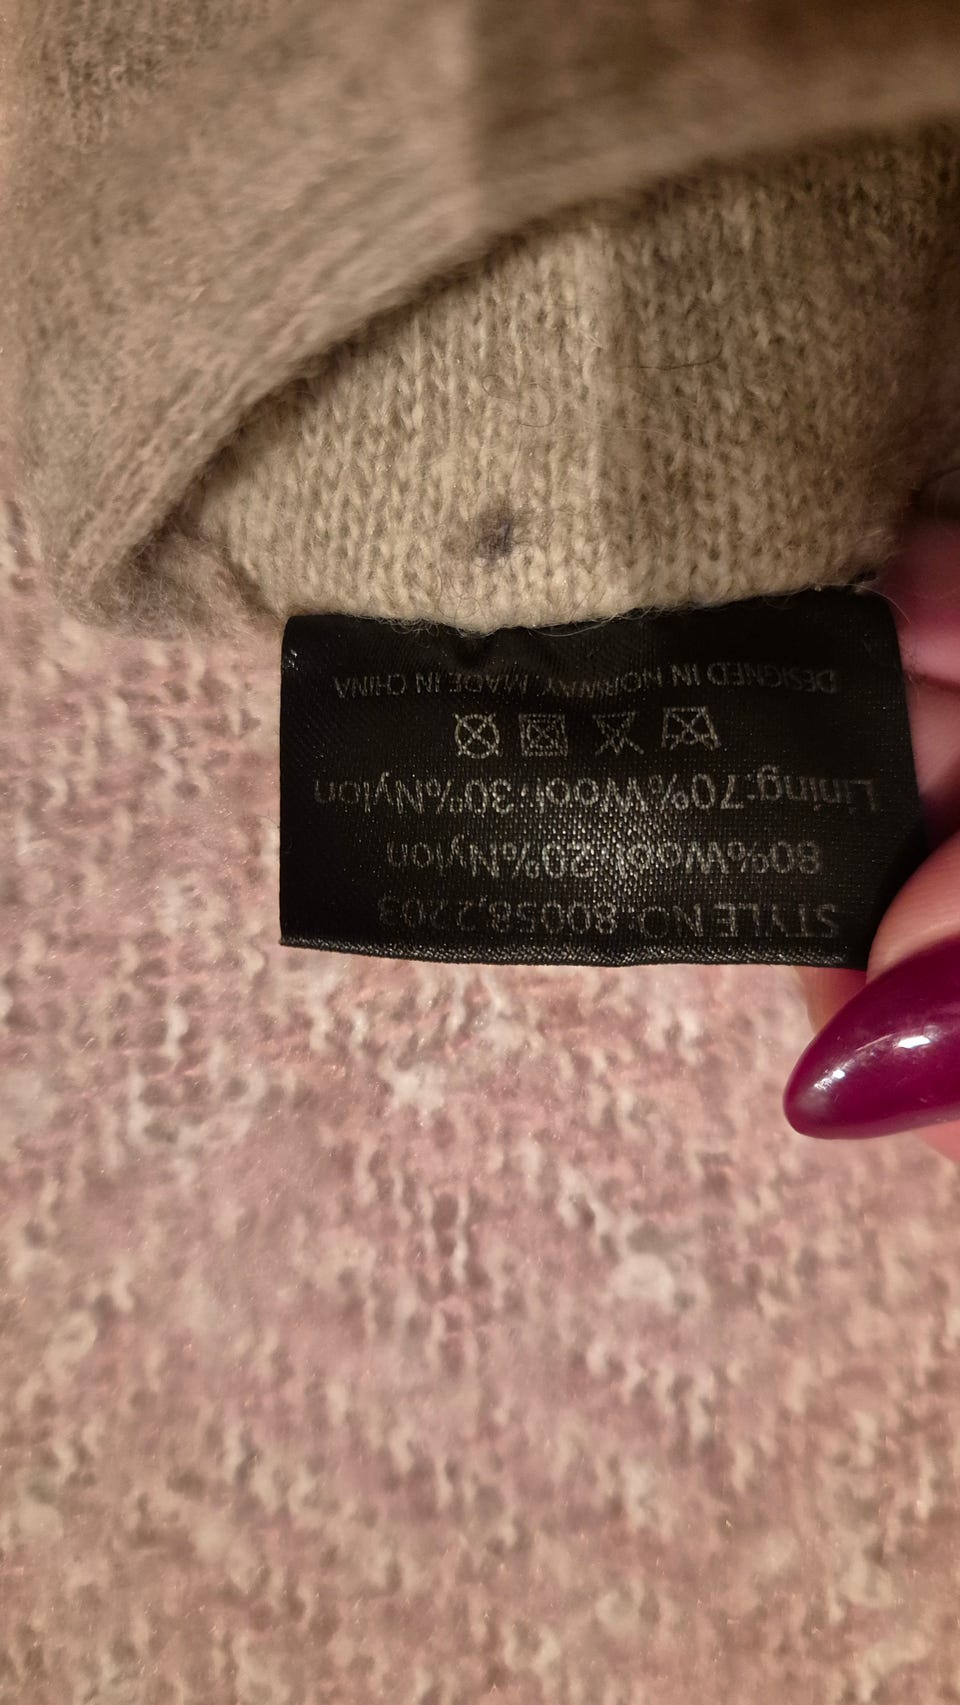 STYLE NO:80058,2203
80%Wool;20%Nylon
Lining:70%Wool;30%Nylon
DESIGNED IN NORWAY, MADE IN CHINA